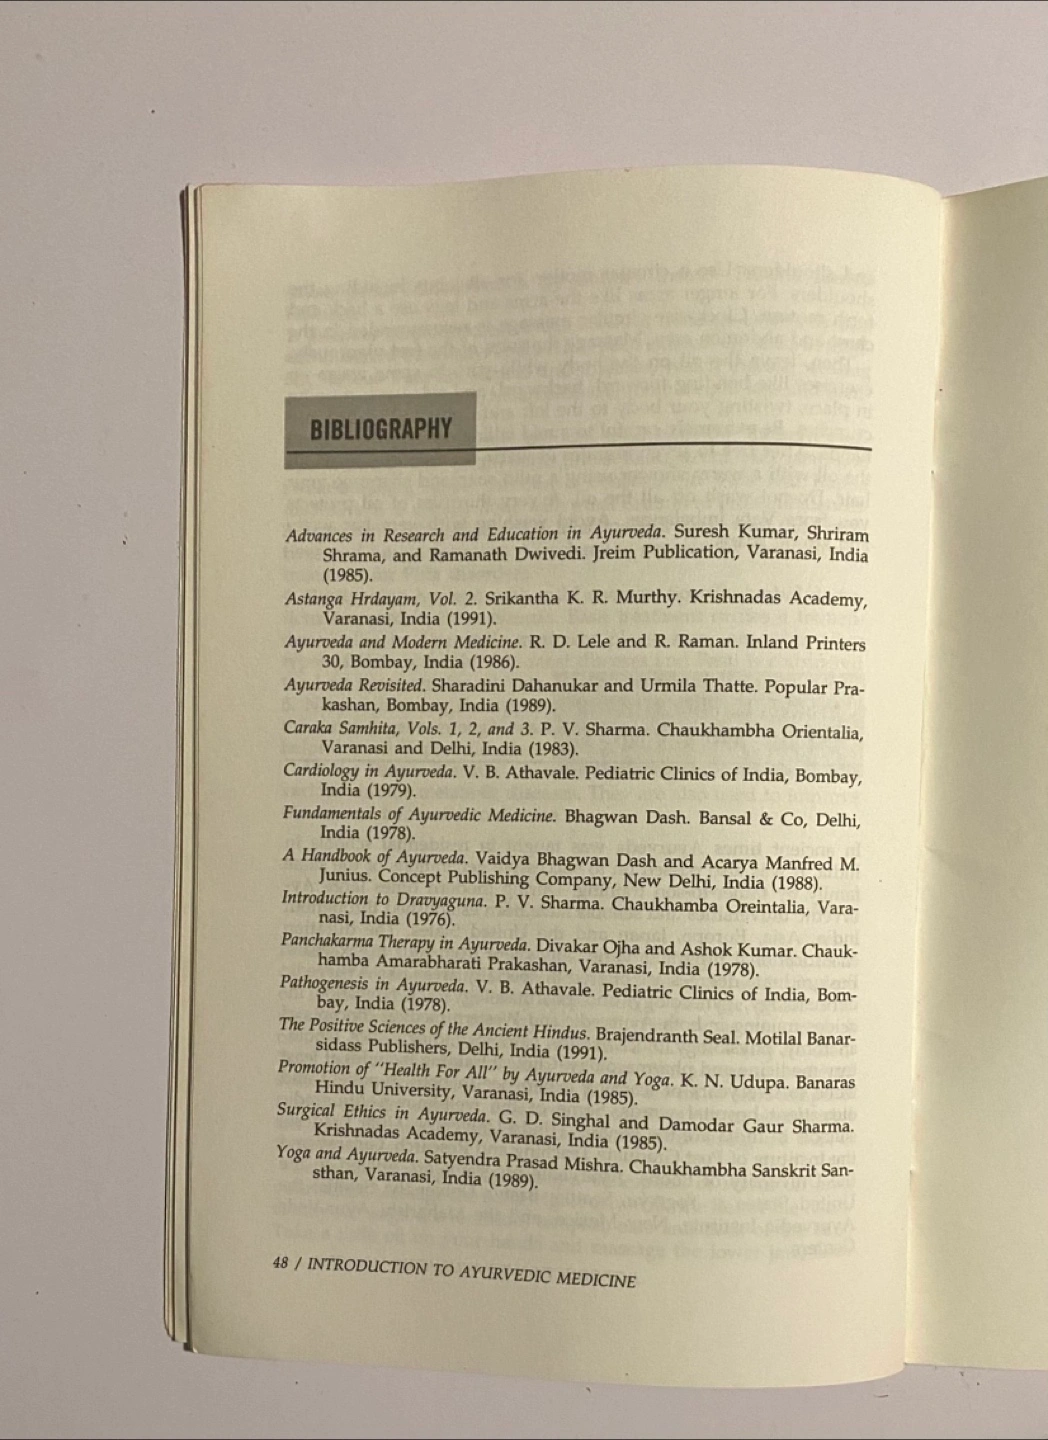 BIBLIOGRAPHY
Advances in Research and Education in Ayurveda. Suresh Kumar, Shriram
Shrama, and Ramanath Dwivedi. Jreim Publication, Varanasi, India
(1985).
Astanga Hrdayam, Vol. 2. Srikantha K. R. Murthy. Krishnadas Academy,
Varanasi, India (1991).
Ayurveda and Modern Medicine. R. D. Lele and R. Raman. Inland Printers
30, Bombay, India (1986).
Ayurveda Revisited. Sharadini Dahanukar and Urmila Thatte. Popular Pra-
kashan, Bombay, India (1989).
Caraka Samhita, Vols. 1, 2, and 3. P. V. Sharma. Chaukhambha Orientalia,
Varanasi and Delhi, India (1983).
Cardiology in Ayurveda. V. B. Athavale. Pediatric Clinics of India, Bombay,
India (1979).
Fundamentals of Ayurvedic Medicine. Bhagwan Dash. Bansal & Co, Delhi,
India (1978).
A Handbook of Ayurveda. Vaidya Bhagwan Dash and Acarya Manfred M.
Junius. Concept Publishing Company, New Delhi, India (1988).
Introduction to Dravyaguna. P. V. Sharma. Chaukhamba Oreintalia, Vara-
nasi, India (1976).
Panchakarma Therapy in Ayurveda. Divakar Ojha and Ashok Kumar. Chauk-
hamba Amarabharati Prakashan, Varanasi, India (1978).
Pathogenesis in Ayurveda. V. B. Athavale. Pediatric Clinics of India, Bom-
bay, India (1978).
The Positive Sciences of the Ancient Hindus. Brajendranth Seal. Motilal Banar-
sidass Publishers, Delhi, India (1991).
Promotion of "Health For All" by Ayurveda and Yoga. K. N. Udupa. Banaras
Hindu University, Varanasi, India (1985).
Surgical Ethics in Ayurveda. G. D. Singhal and Damodar Gaur Sharma.
Krishnadas Academy, Varanasi, India (1985).
Yoga and Ayurveda. Satyendra Prasad Mishra. Chaukhambha Sanskrit San-
sthan, Varanasi, India (1989).
48 / INTRODUCTION TO AYURVEDIC MEDICINE